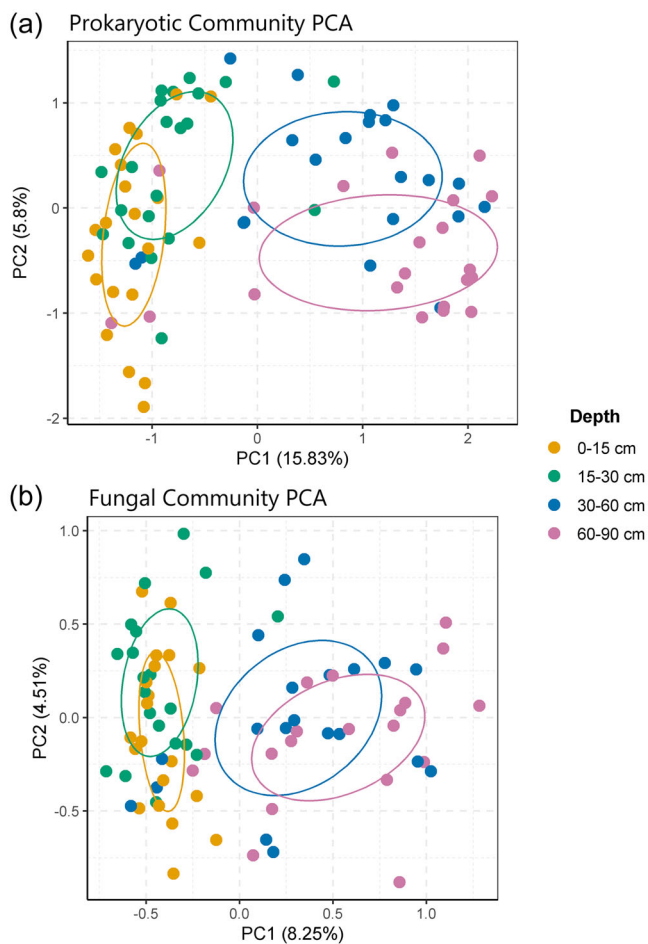 (a) Prokaryotic Community PCA
1
0
-1
-2
PC2 (5.8%)
-1 0 1 2
PC1 (15.83%)
Depth
0-15 cm
15-30 cm
30-60 cm
60-90 cm
(b) Fungal Community PCA
1.0
0.5
0.0
-0.5
PC2 (4.51%)
-0.5 0.0 0.5 1.0
PC1 (8.25%)